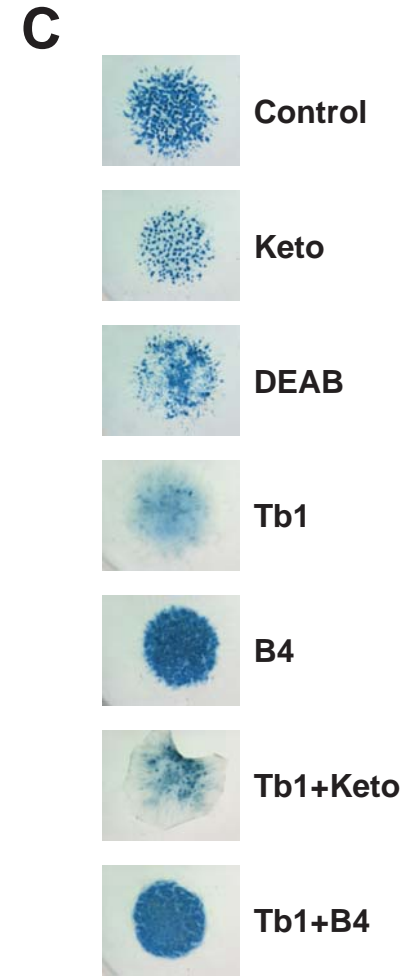 C
Control
Keto
DEAB
Tb1
B4
Tb1+Keto
Tb1+B4